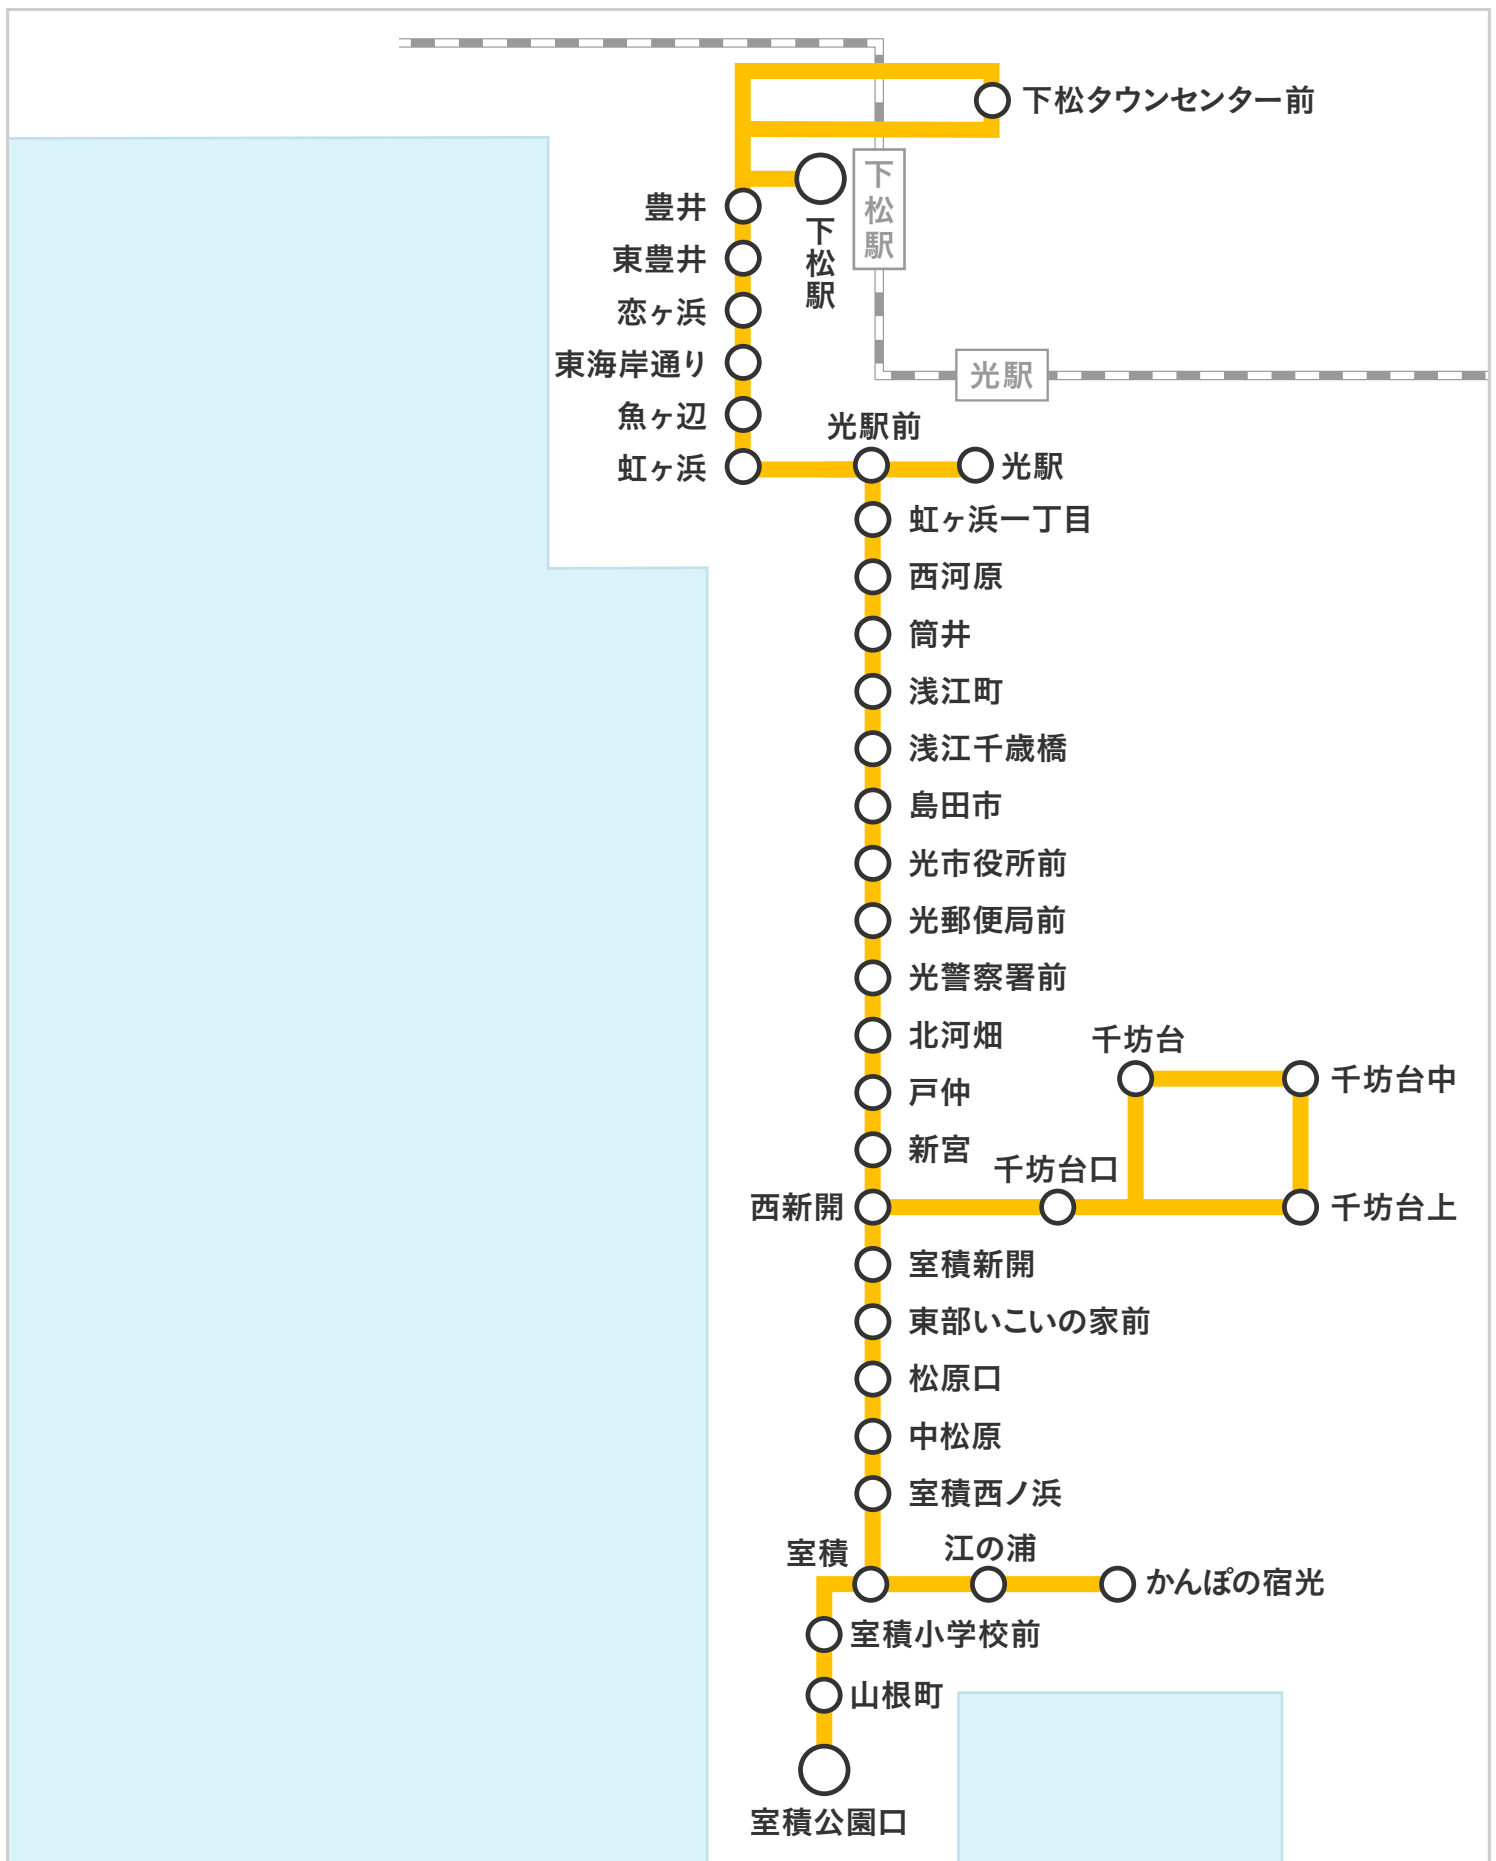 下松タウンセンター前
下松駅
下松駅
豊井
東豊井
恋ヶ浜
東海岸通り
魚ヶ辺
虹ヶ浜
光駅
光駅前
光駅
虹ヶ浜一丁目
西河原
筒井
浅江町
浅江千歳橋
島田市
光市役所前
光郵便局前
光警察署前
北河畑
戸仲
新宮
千坊台
千坊台中
千坊台口
西新開
千坊台上
室積新開
東部いこいの家前
松原口
中松原
室積西ノ浜
室積
江の浦
かんぽの宿光
室積小学校前
山根町
室積公園口